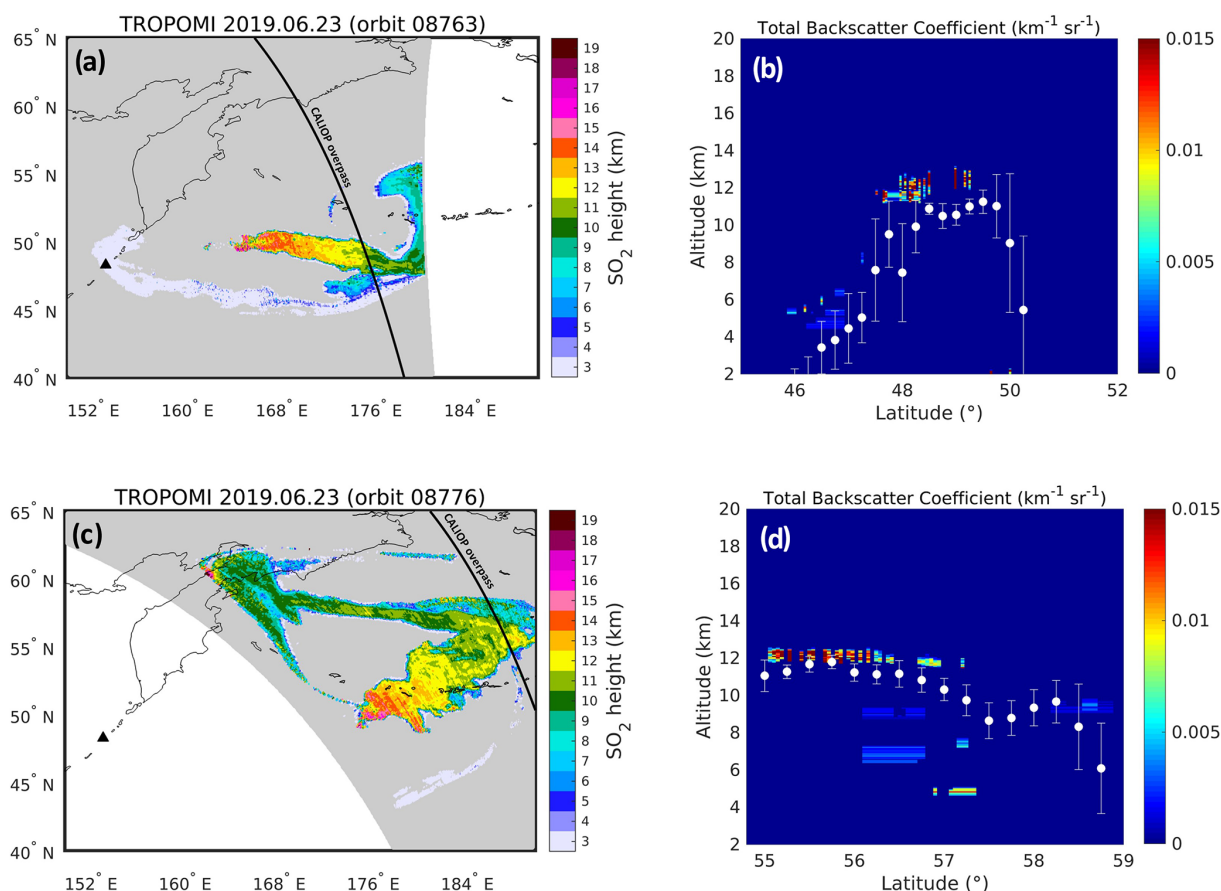 TROPOMI 2019.06.23 (orbit 08763)
(a)
65° N
60° N
55° N
50° N
45° N
40° N
152° E
160° E
168° E
176° E
184° E
CALIOP overpass
19
18
17
16
15
14
13
12
11
10
9
8
7
6
5
4
3
SO₂ height (km)
Total Backscatter Coefficient (km⁻¹ sr⁻¹)
(b)
20
18
16
14
12
10
8
6
4
2
Altitude (km)
46
48
50
52
Latitude (°)
0.015
0.01
0.005
0
TROPOMI 2019.06.23 (orbit 08776)
(c)
65° N
60° N
55° N
50° N
45° N
40° N
152° E
160° E
168° E
176° E
184° E
CALIOP overpass
19
18
17
16
15
14
13
12
11
10
9
8
7
6
5
4
3
SO₂ height (km)
Total Backscatter Coefficient (km⁻¹ sr⁻¹)
(d)
20
18
16
14
12
10
8
6
4
2
Altitude (km)
55
56
57
58
59
Latitude (°)
0.015
0.01
0.005
0